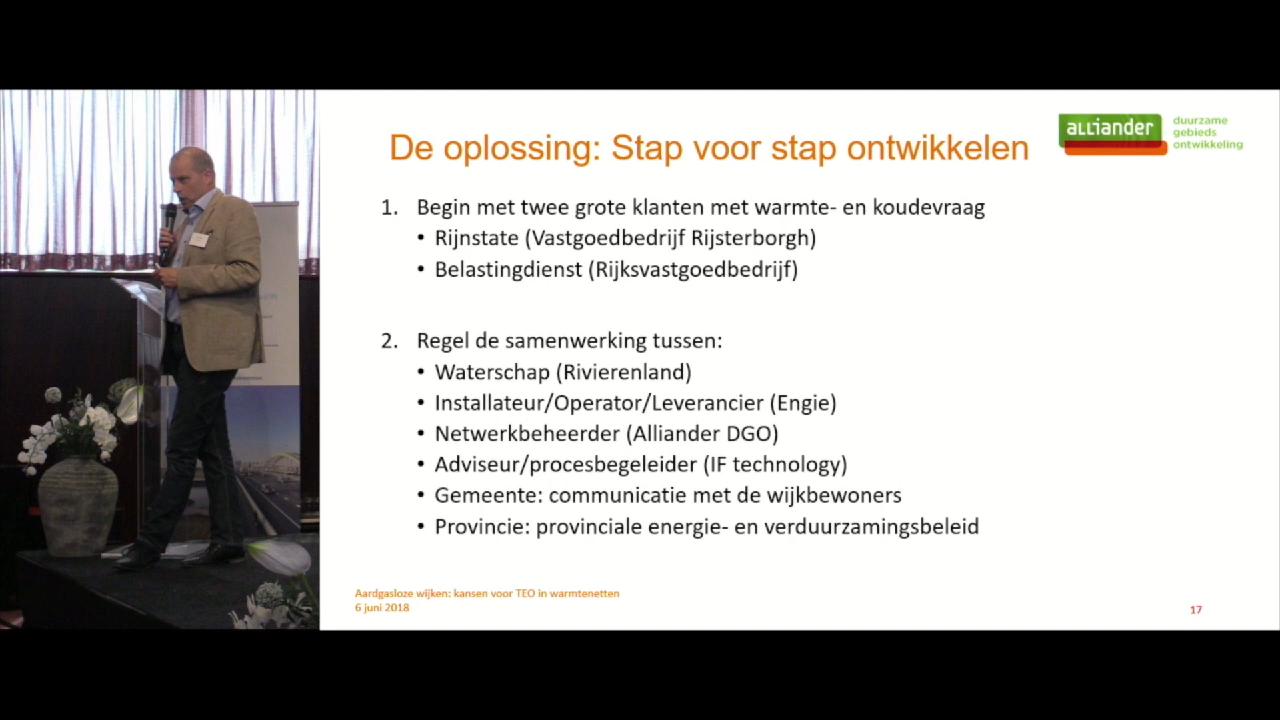 De oplossing: Stap voor stap ontwikkelen
alliander
duurzame
gebieds
ontwikkeling
1. Begin met twee grote klanten met warmte- en koudevraag
• Rijnstate (Vastgoedbedrijf Rijsterborgh)
• Belastingdienst (Rijksvastgoedbedrijf)
2. Regel de samenwerking tussen:
• Waterschap (Rivierenland)
• Installateur/Operator/Leverancier (Engie)
• Netwerkbeheerder (Alliander DGO)
• Adviseur/procesbegeleider (IF technology)
• Gemeente: communicatie met de wijkbewoners
• Provincie: provinciale energie- en verduurzamingsbeleid
Aardgasloze wijken: kansen voor TEO in warmtenetten
6 juni 2018
17